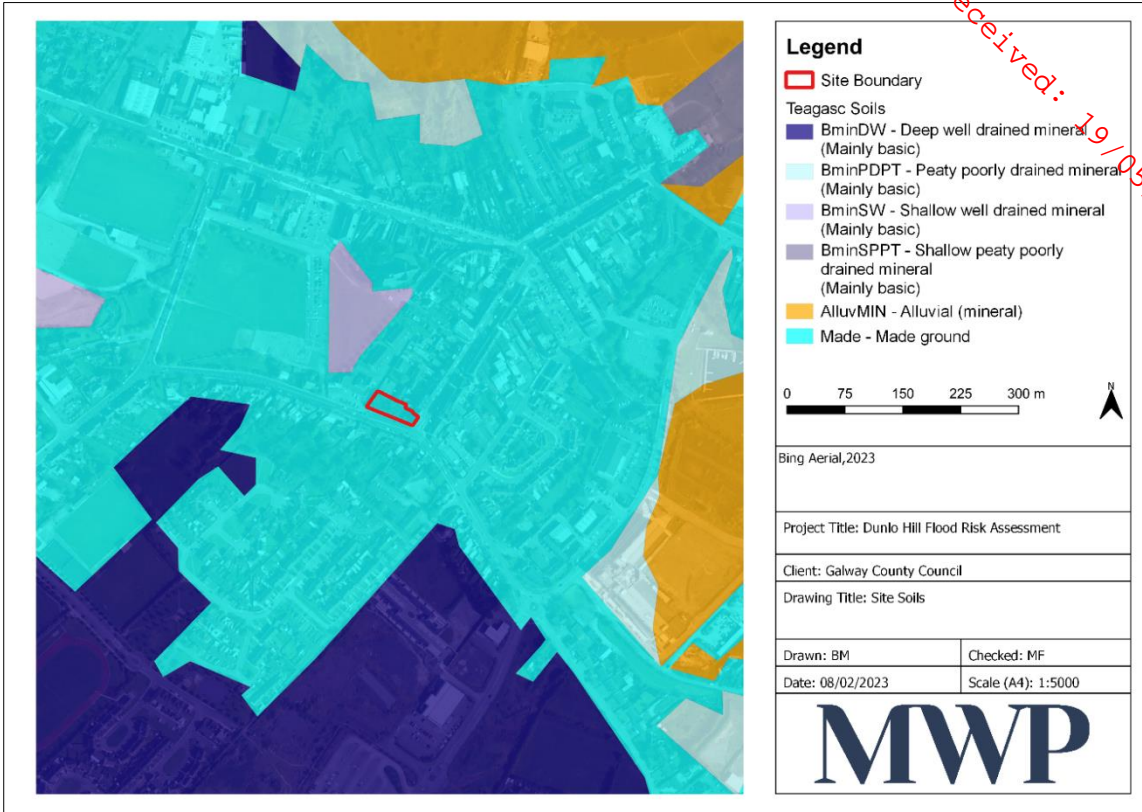 Received: 19/05
Legend
Site Boundary
Teagasc Soils
BminDW - Deep well drained mineral
(Mainly basic)
BminPDPT - Peaty poorly drained mineral
(Mainly basic)
BminSW - Shallow well drained mineral
(Mainly basic)
BminSPPT - Shallow peaty poorly
drained mineral
(Mainly basic)
AlluvMIN - Alluvial (mineral)
Made - Made ground
0 75 150 225 300 m
N
Bing Aerial,2023
Project Title: Dunlo Hill Flood Risk Assessment
Client: Galway County Council
Drawing Title: Site Soils
Drawn: BM
Checked: MF
Date: 08/02/2023
Scale (A4): 1:5000
MWP